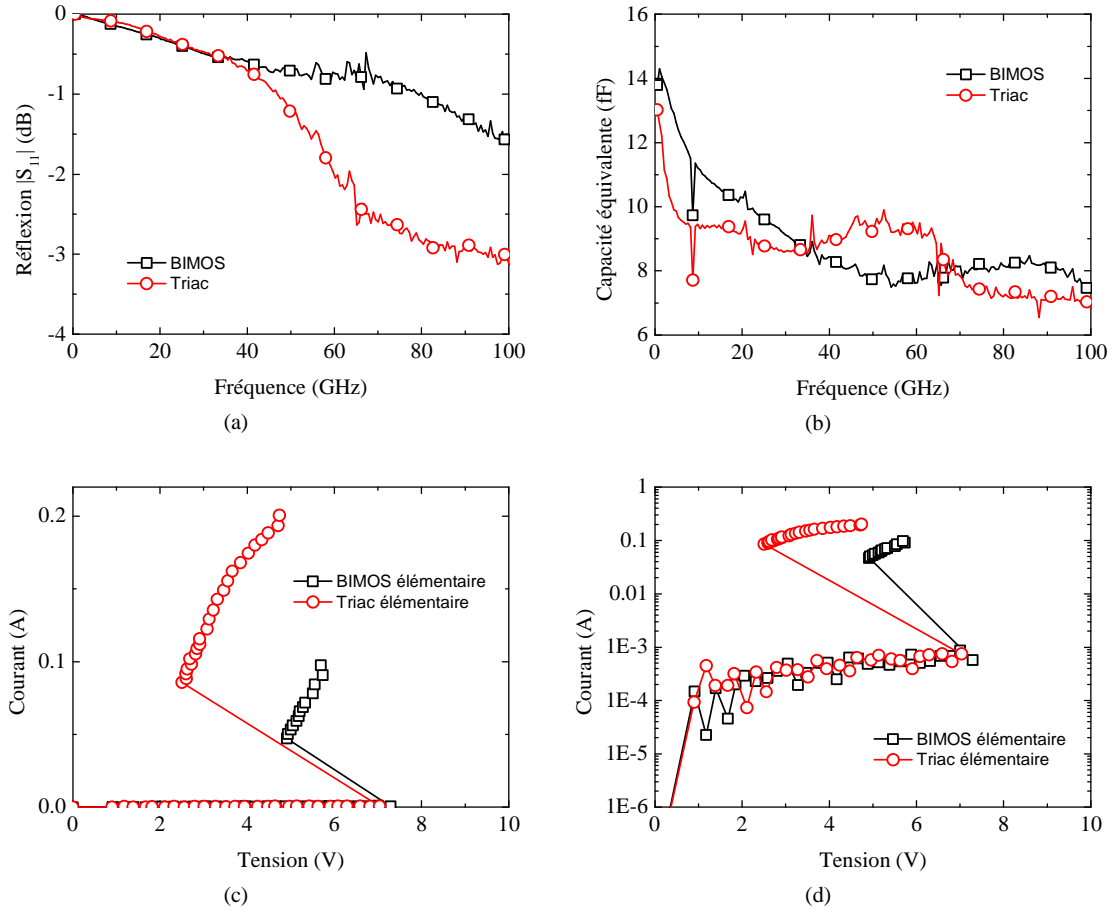 0
-1
-2
-3
-4
0 20 40 60 80 100
Réflexion |S11| (dB)
Fréquence (GHz)
BIMOS
Triac
(a)
16
14
12
10
8
6
0 20 40 60 80 100
Capacité équivalente (fF)
Fréquence (GHz)
BIMOS
Triac
(b)
0.2
0.1
0.0
0 2 4 6 8 10
Courant (A)
Tension (V)
BIMOS élémentaire
Triac élémentaire
(c)
1
0.1
0.01
1E-3
1E-4
1E-5
1E-6
0 2 4 6 8 10
Courant (A)
Tension (V)
BIMOS élémentaire
Triac élémentaire
(d)